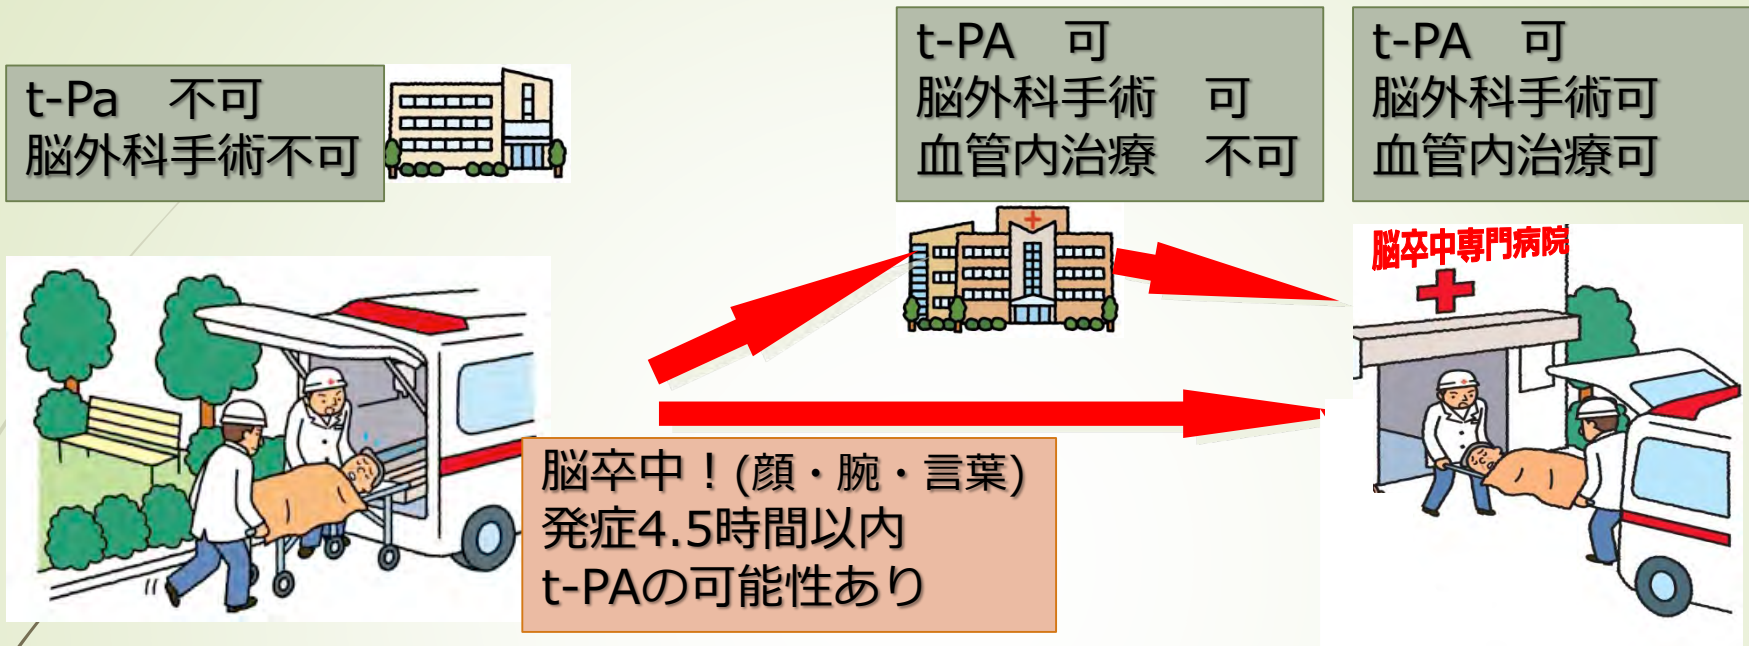 t-Pa　不可
脳外科手術不可
t-PA　可
脳外科手術　可
血管内治療　不可
t-PA　可
脳外科手術可
血管内治療可
脳卒中専門病院
脳卒中！(顔・腕・言葉)
発症4.5時間以内
t-PAの可能性あり